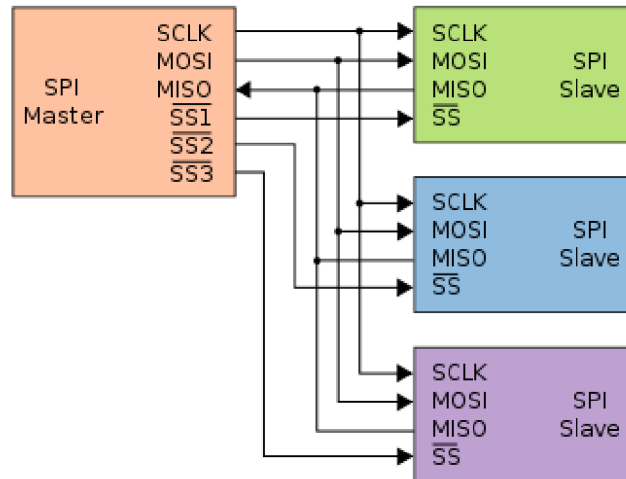 SCLK
MOSI
MISO
SS1
SS2
SS3
SPI
Master
SCLK
MOSI
MISO
SS
SPI
Slave
SCLK
MOSI
MISO
SS
SPI
Slave
SCLK
MOSI
MISO
SS
SPI
Slave